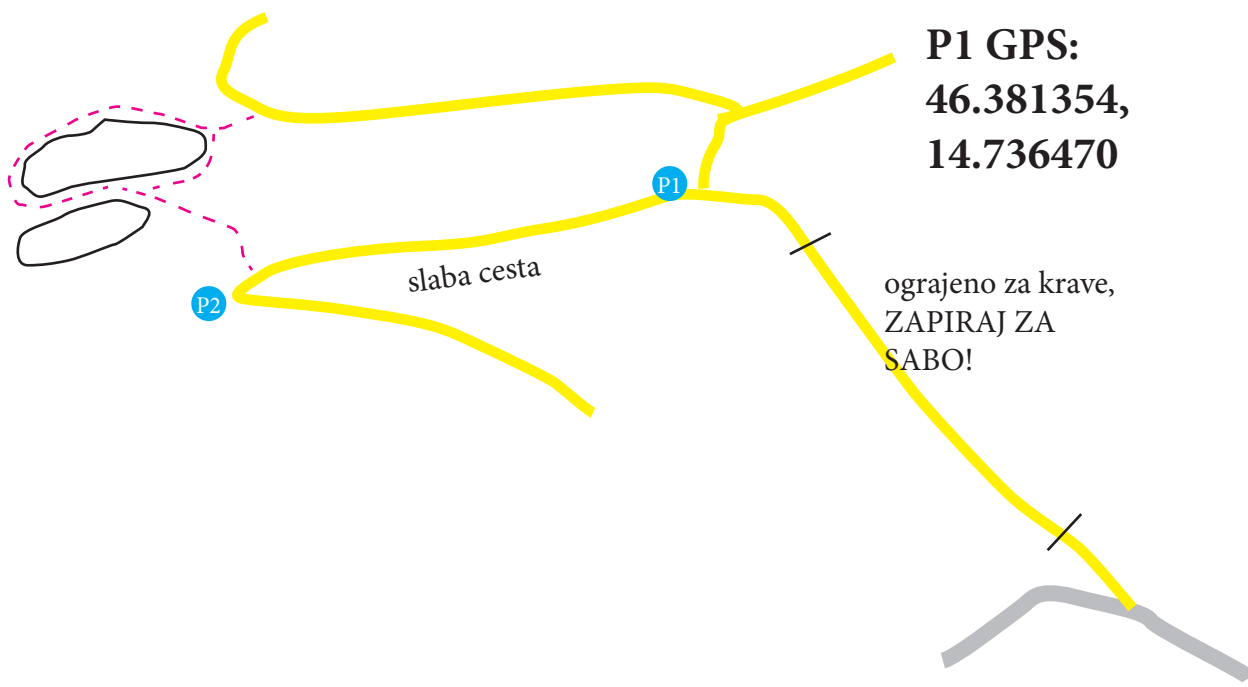 P1 GPS:
46.381354,
14.736470
P1
slaba cesta
P2
ograjeno za krave,
ZAPIRAJ ZA
SABO!